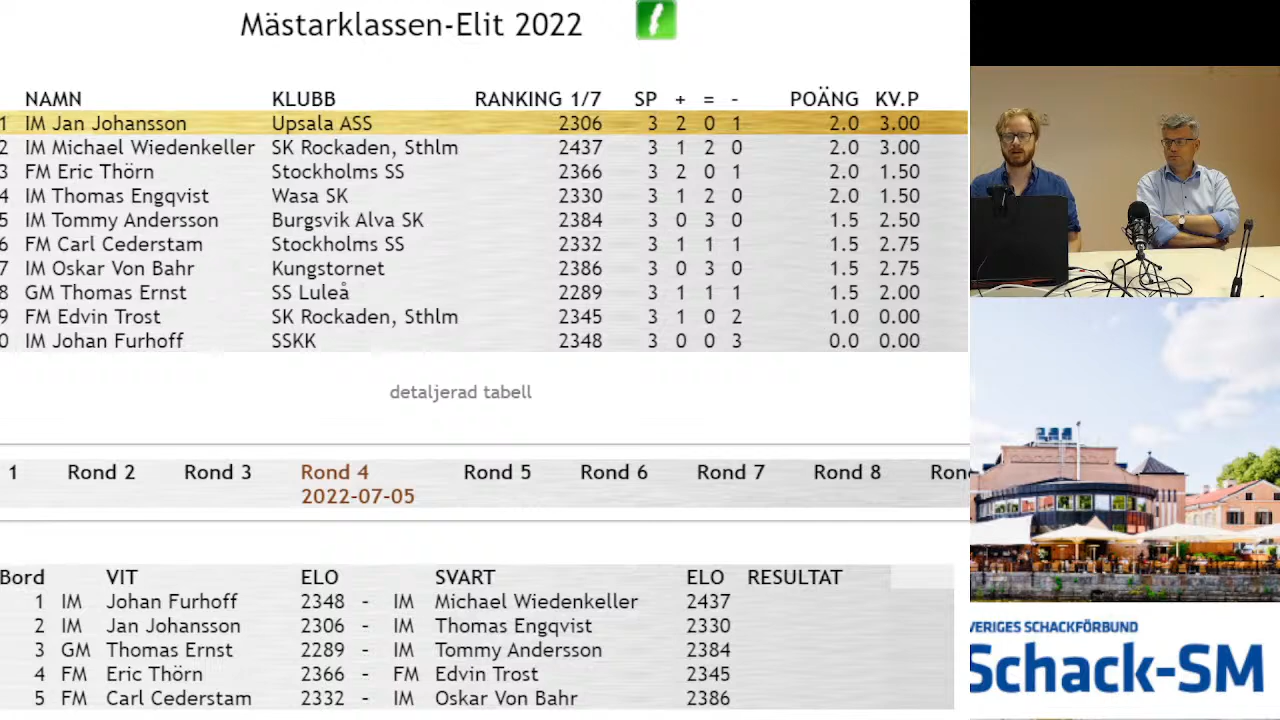 Mästarklassen-Elit 2022
NAMN KLUBB RANKING 1/7 SP + = - POÄNG KV.P
1 IM Jan Johansson Upsala ASS 2306 3 2 0 1 2.0 3.00
2 IM Michael Wiedenkeller SK Rockaden, Sthlm 2437 3 1 2 0 2.0 3.00
3 FM Eric Thörn Stockholms SS 2366 3 2 0 1 2.0 1.50
4 IM Thomas Engqvist Wasa SK 2330 3 1 2 0 2.0 1.50
5 IM Tommy Andersson Burgsvik Alva SK 2384 3 0 3 0 1.5 2.50
6 FM Carl Cederstam Stockholms SS 2332 3 1 1 1 1.5 2.75
7 IM Oskar Von Bahr Kungstornet 2386 3 0 3 0 1.5 2.75
8 GM Thomas Ernst SS Luleå 2289 3 1 1 1 1.5 2.00
9 FM Edvin Trost SK Rockaden, Sthlm 2345 3 1 0 2 1.0 0.00
0 IM Johan Furhoff SSKK 2348 3 0 0 3 0.0 0.00
detaljerad tabell
1 Rond 2 Rond 3 Rond 4 Rond 5 Rond 6 Rond 7 Rond 8 Ron
2022-07-05
Bord VIT ELO SVART ELO RESULTAT
1 IM Johan Furhoff 2348 - IM Michael Wiedenkeller 2437
2 IM Jan Johansson 2306 - IM Thomas Engqvist 2330
3 GM Thomas Ernst 2289 - IM Tommy Andersson 2384
4 FM Eric Thörn 2366 - FM Edvin Trost 2345
5 FM Carl Cederstam 2332 - IM Oskar Von Bahr 2386
VERIGES SCHACKFÖRBUND
Schack-SM